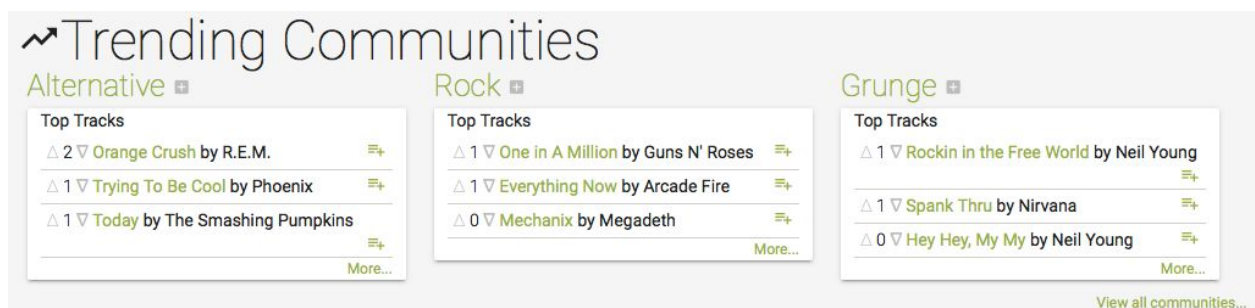 Trending Communities
Alternative
Top Tracks
△ 2 ▽ Orange Crush by R.E.M.
△ 1 ▽ Trying To Be Cool by Phoenix
△ 1 ▽ Today by The Smashing Pumpkins
More...
Rock
Top Tracks
△ 1 ▽ One in A Million by Guns N' Roses
△ 1 ▽ Everything Now by Arcade Fire
△ 0 ▽ Mechanix by Megadeth
More...
Grunge
Top Tracks
△ 1 ▽ Rockin in the Free World by Neil Young
△ 1 ▽ Spank Thru by Nirvana
△ 0 ▽ Hey Hey, My My by Neil Young
More...
View all communities...